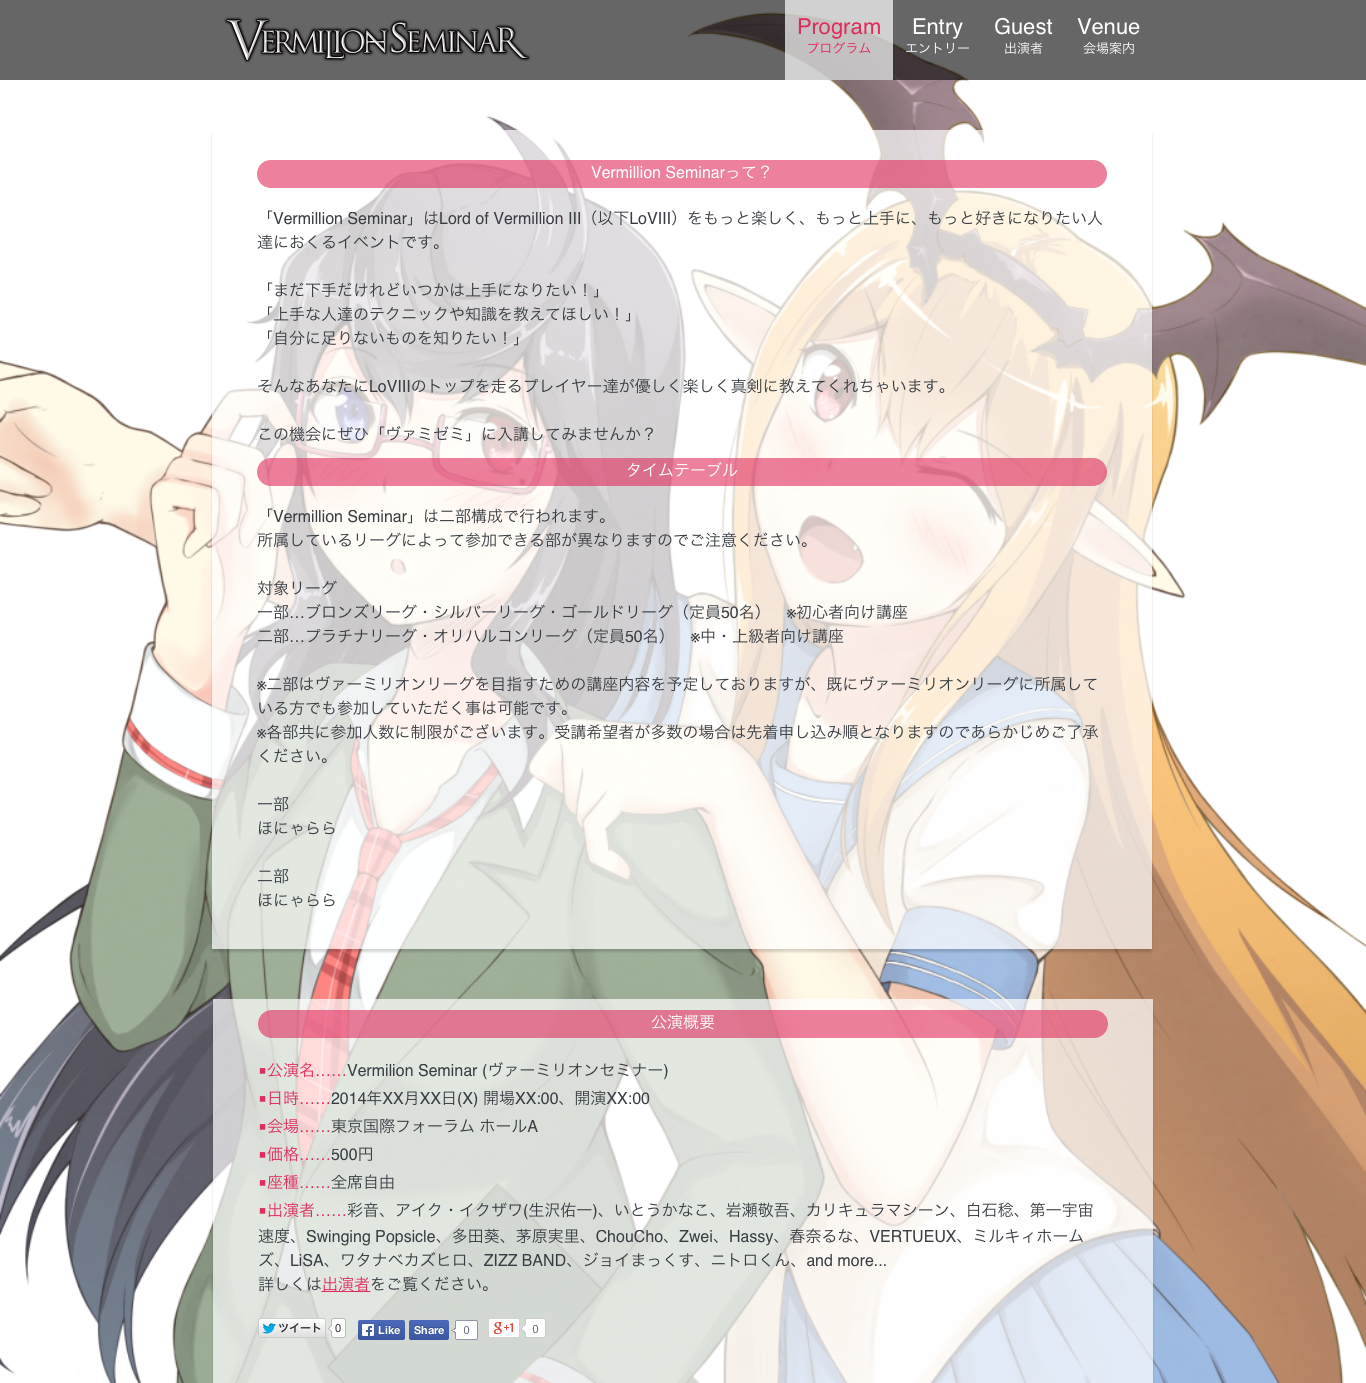 VERMILLION SEMINAR
Program
プログラム
Entry
エントリー
Guest
出演者
Venue
会場案内
Vermillion Seminarって？
「Vermillion Seminar」はLord of Vermillion III（以下LoVIII）をもっと楽しく、もっと上手に、もっと好きになりたい人
達におくるイベントです。
「まだ下手だけれどいつかは上手になりたい！」
「上手な人達のテクニックや知識を教えてほしい！」
「自分に足りないものを知りたい！」
そんなあなたにLoVIIIのトップを走るプレイヤー達が優しく楽しく真剣に教えてくれちゃいます。
この機会にぜひ「ヴァミゼミ」に入講してみませんか？
タイムテーブル
「Vermillion Seminar」は二部構成で行われます。
所属しているリーグによって参加できる部が異なりますのでご注意ください。
対象リーグ
一部…ブロンズリーグ・シルバーリーグ・ゴールドリーグ（定員50名）　※初心者向け講座
二部…プラチナリーグ・オリハルコンリーグ（定員50名）　※中・上級者向け講座
※二部はヴァーミリオンリーグを目指すための講座内容を予定しておりますが、既にヴァーミリオンリーグに所属して
いる方でも参加していただく事は可能です。
※各部共に参加人数に制限がございます。受講希望者が多数の場合は先着申し込み順となりますのであらかじめご了承
ください。
一部
ほにゃらら
二部
ほにゃらら
公演概要
■公演名……Vermilion Seminar (ヴァーミリオンセミナー)
■日時……2014年XX月XX日(X) 開場XX:00、開演XX:00
■会場……東京国際フォーラム ホールA
■価格……500円
■座種……全席自由
■出演者……彩音、アイク・イクザワ(生沢佑一)、いとうかなこ、岩瀬敬吾、カリキュラマシーン、白石稔、第一宇宙
速度、Swinging Popsicle、多田葵、茅原実里、ChouCho、Zwei、Hassy、春奈るな、VERTUEUX、ミルキィホーム
ズ、LiSA、ワタナベカズヒロ、ZIZZ BAND、ジョイまっくす、ニトロくん、and more...
詳しくは出演者をご覧ください。
ツイート 0 Like Share 0 g+1 0